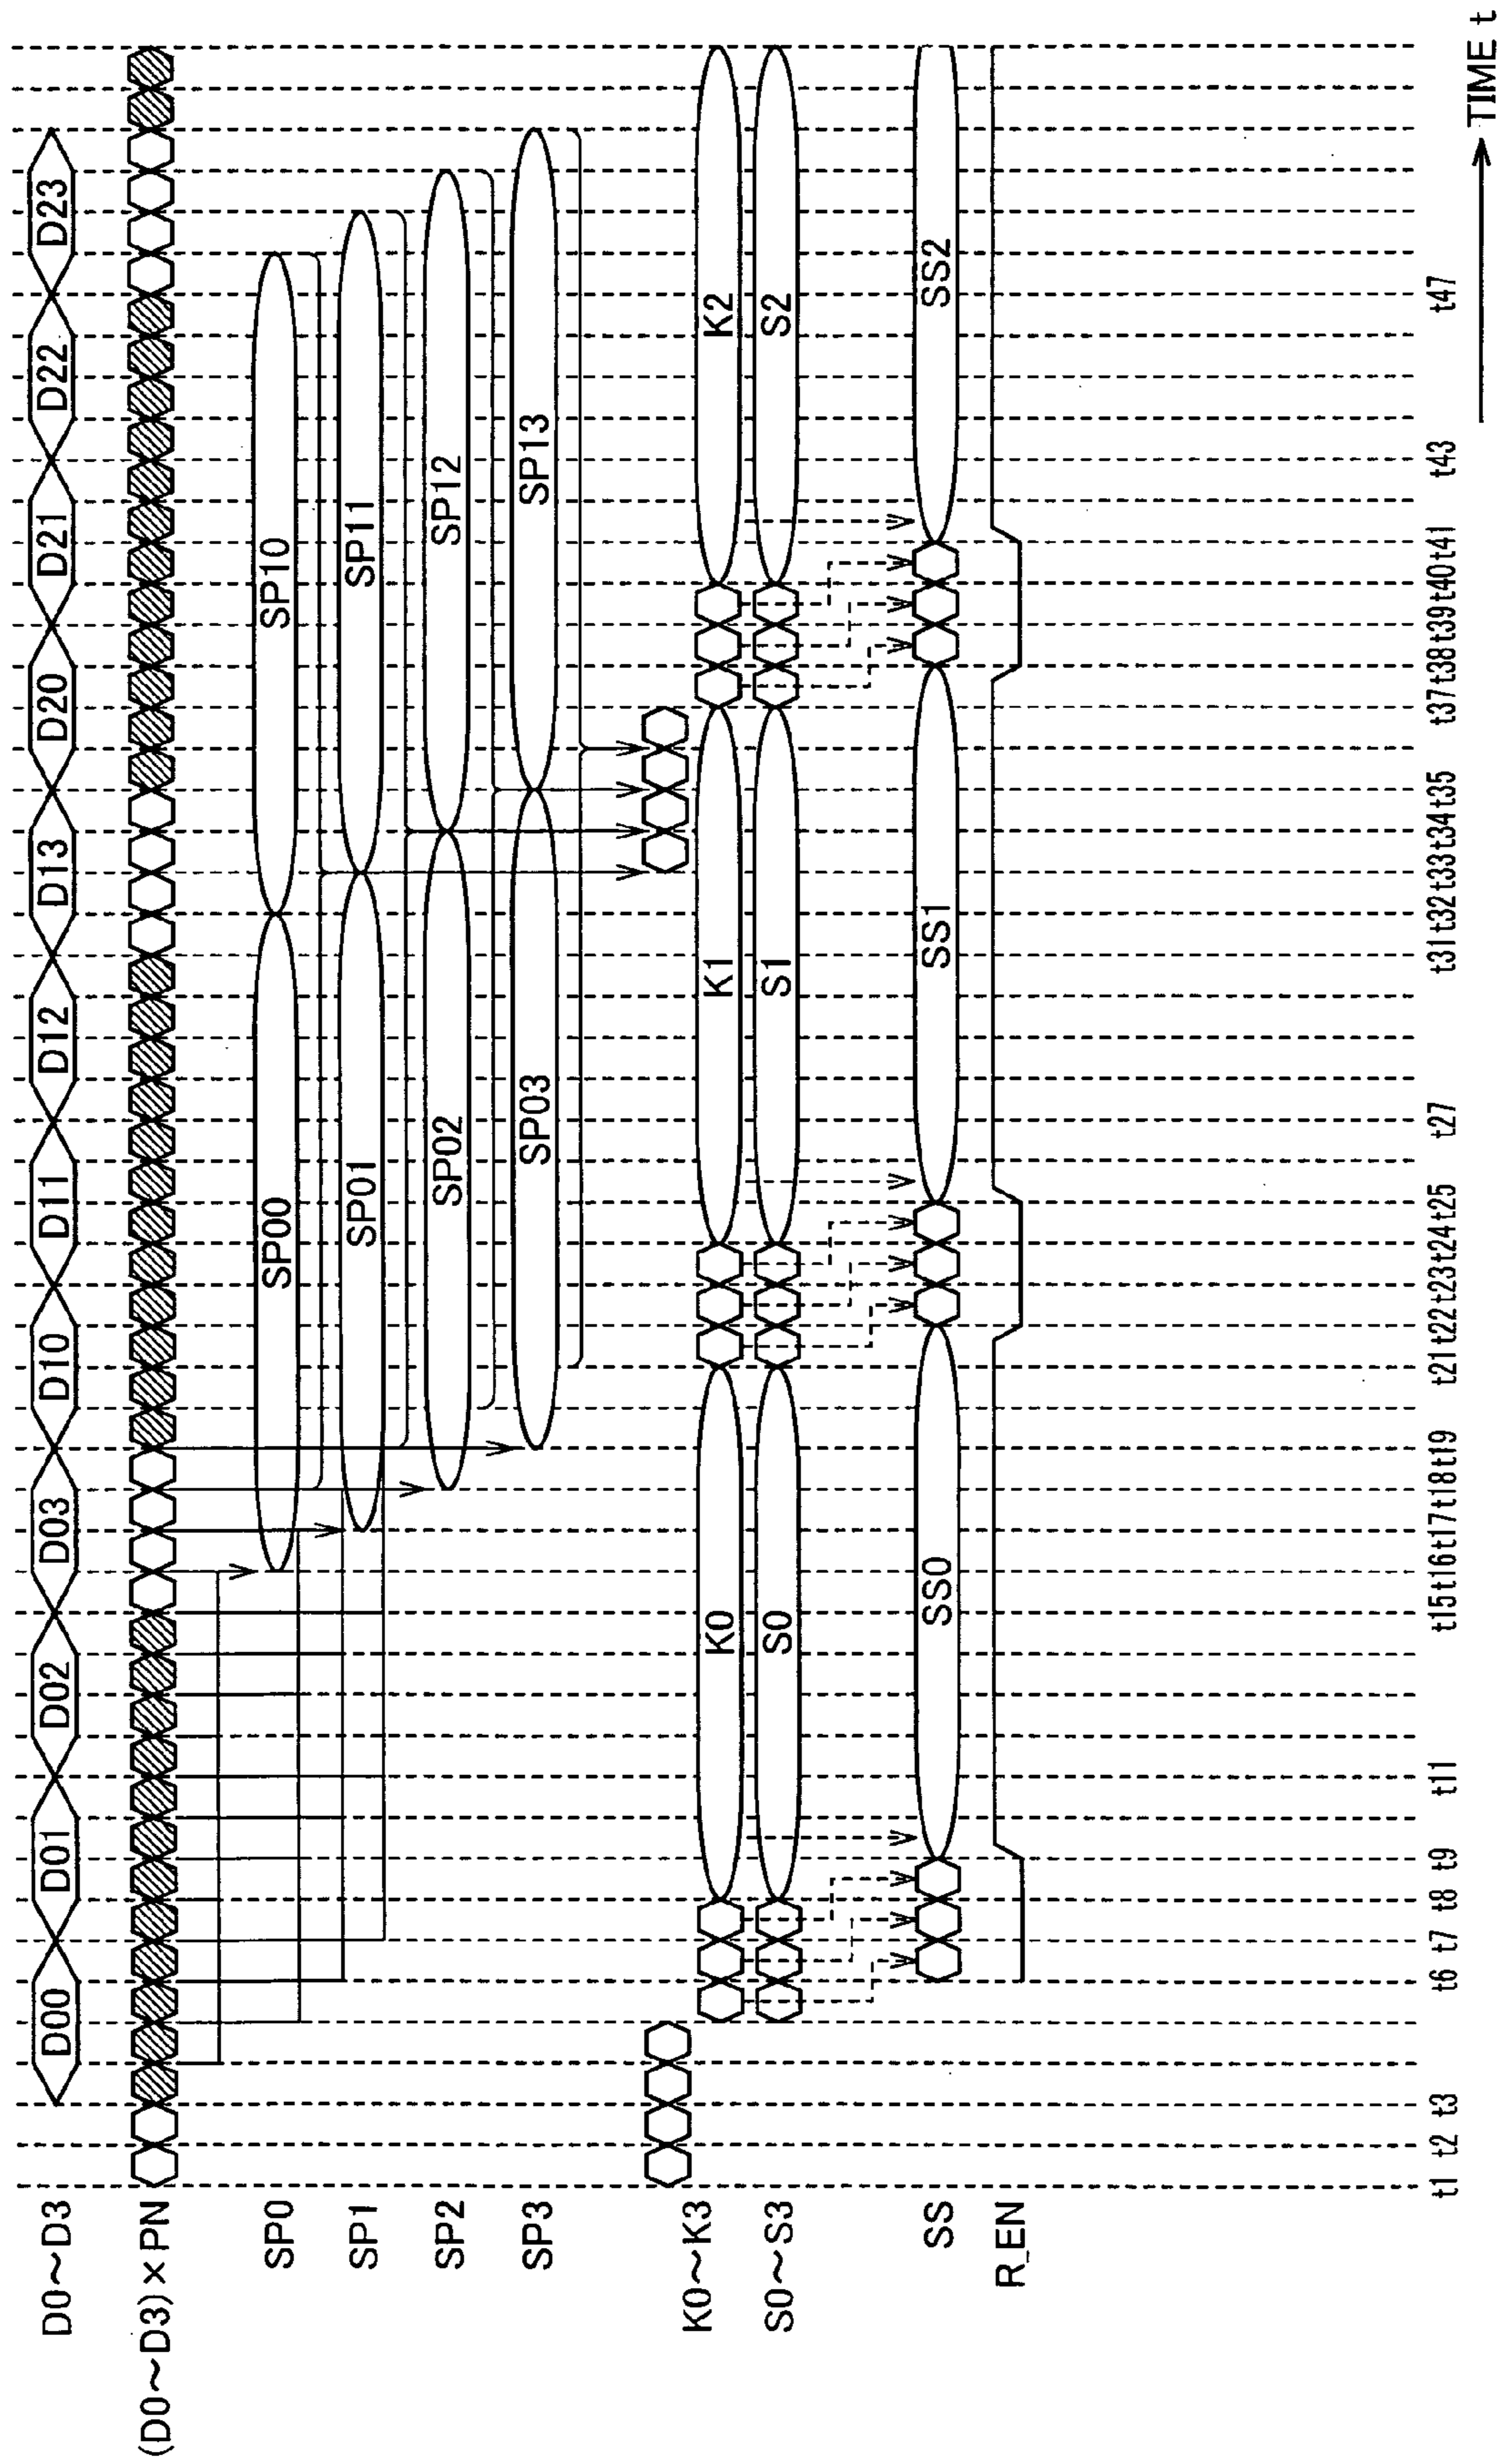 D0~D3 D00 D01 D02 D03 D10 D11 D12 D13 D20 D21 D22 D23
(D0~D3)×PN
SP0 SP00 SP10
SP1 SP01 SP11
SP2 SP02 SP12
SP3 SP03 SP13
K0~K3 K0 K1 K2
S0~S3 S0 S1 S2
SS SS0 SS1 SS2
R_EN
t1 t2 t3 t6 t7 t8 t9 t11 t15 t16 t17 t18 t19 t21 t22 t23 t24 t25 t27 t31 t32 t33 t34 t35 t37 t38 t39 t40 t41 t43 t47
TIME t